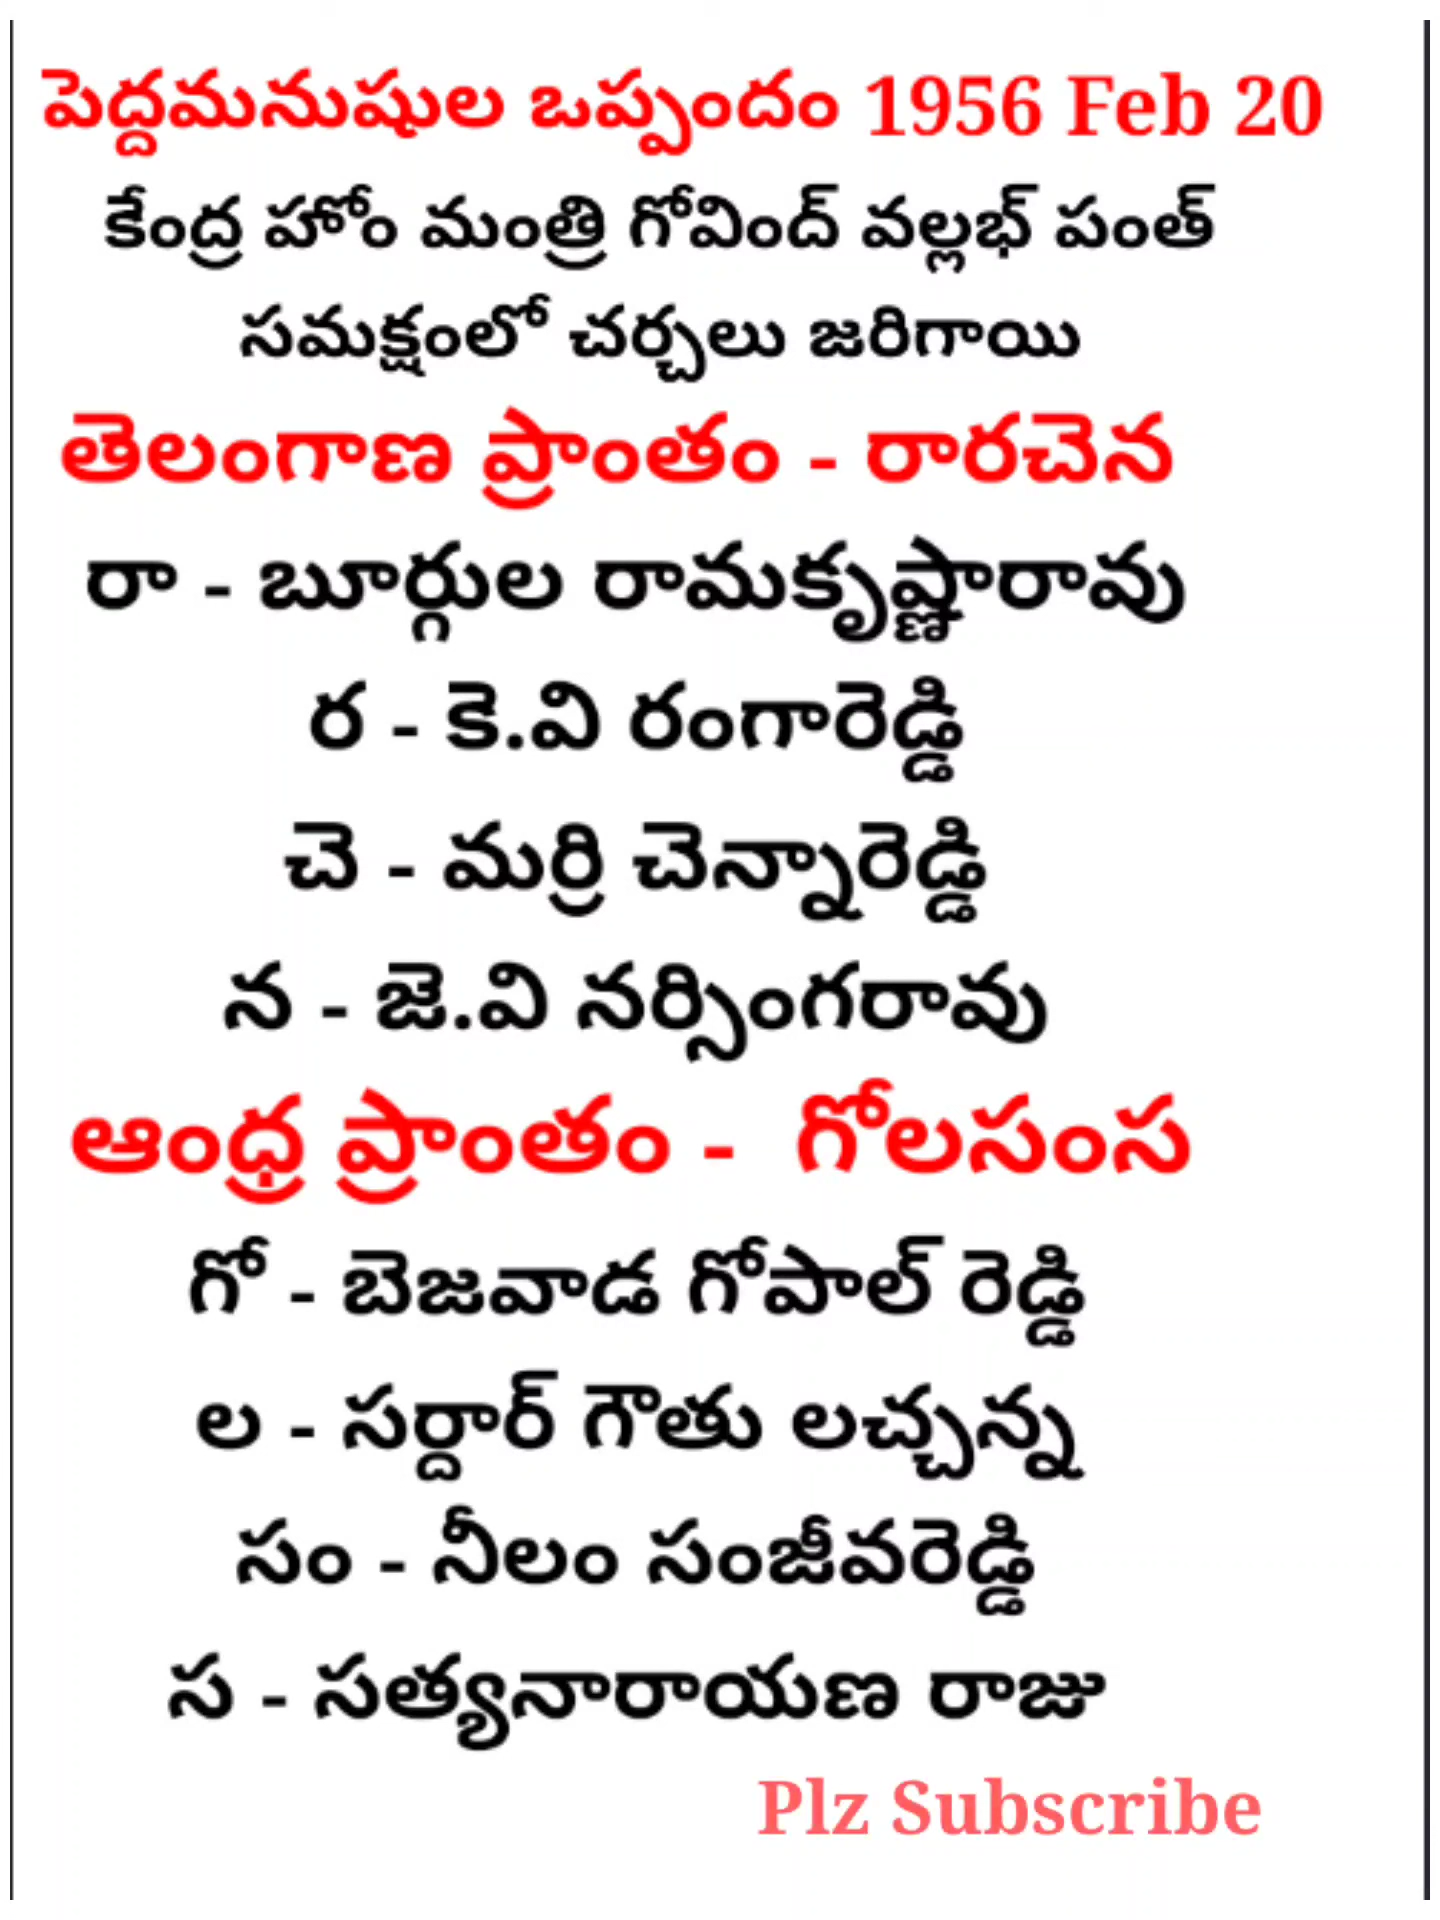 పెద్దమనుషుల ఒప్పందం 1956 Feb 20
కేంద్ర హోం మంత్రి గోవింద్ వల్లభ్ పంత్
సమక్షంలో చర్చలు జరిగాయి
తెలంగాణ ప్రాంతం - రారచెన
రా - బూర్గుల రామకృష్ణారావు
ర - కె.వి రంగారెడ్డి
చె - మర్రి చెన్నారెడ్డి
న - జె.వి నర్సింగరావు
ఆంధ్ర ప్రాంతం - గోలసంస
గో - బెజవాడ గోపాల్ రెడ్డి
ల - సర్దార్ గౌతు లచ్చన్న
సం - నీలం సంజీవరెడ్డి
స - సత్యనారాయణ రాజు
Plz Subscribe